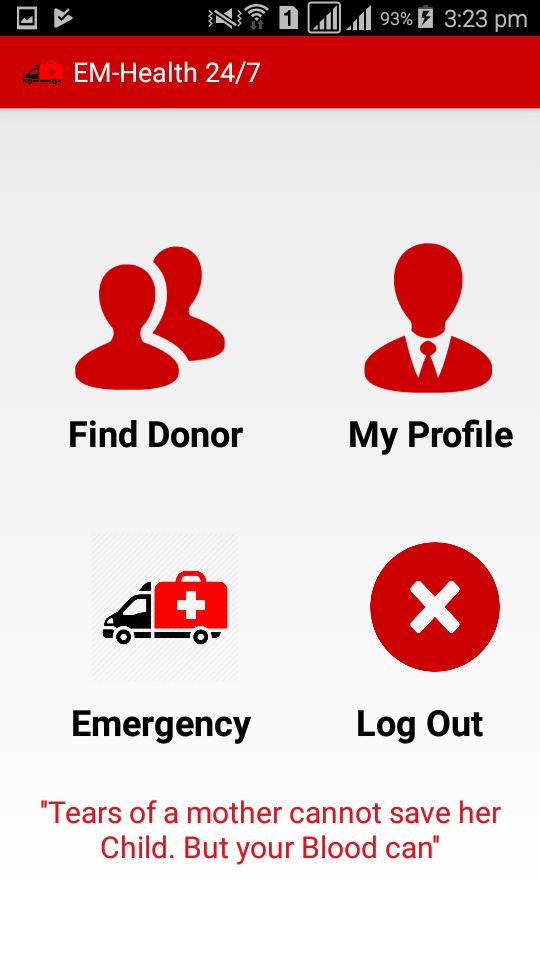 1 93% 3:23 pm
EM-Health 24/7
Find Donor My Profile
Emergency Log Out
"Tears of a mother cannot save her
Child. But your Blood can"